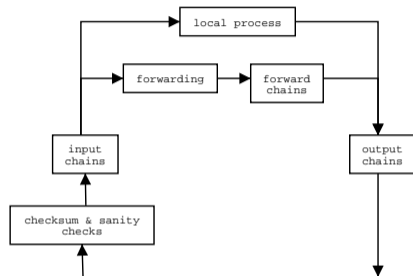 local process
forwarding
forward
chains
input
chains
output
chains
checksum & sanity
checks